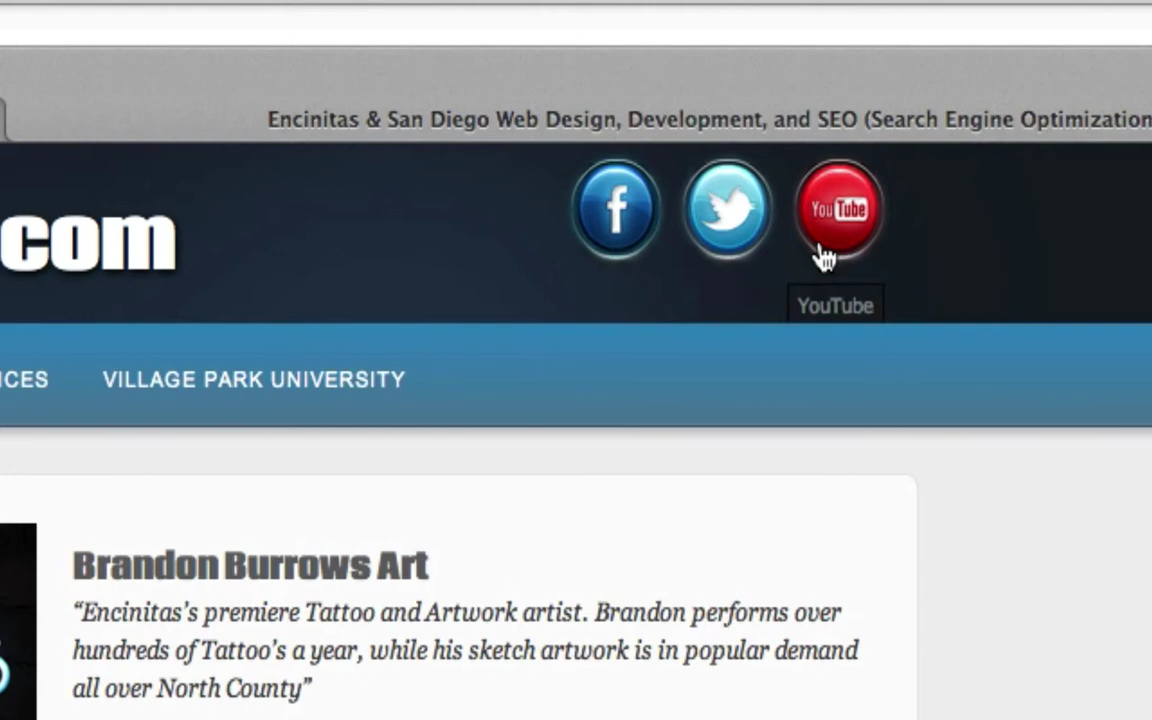 Encinitas & San Diego Web Design, Development, and SEO (Search Engine Optimization
com
f
YouTube
YouTube
ICES
VILLAGE PARK UNIVERSITY
Brandon Burrows Art
“Encinitas’s premiere Tattoo and Artwork artist. Brandon performs over
hundreds of Tattoo’s a year, while his sketch artwork is in popular demand
all over North County”